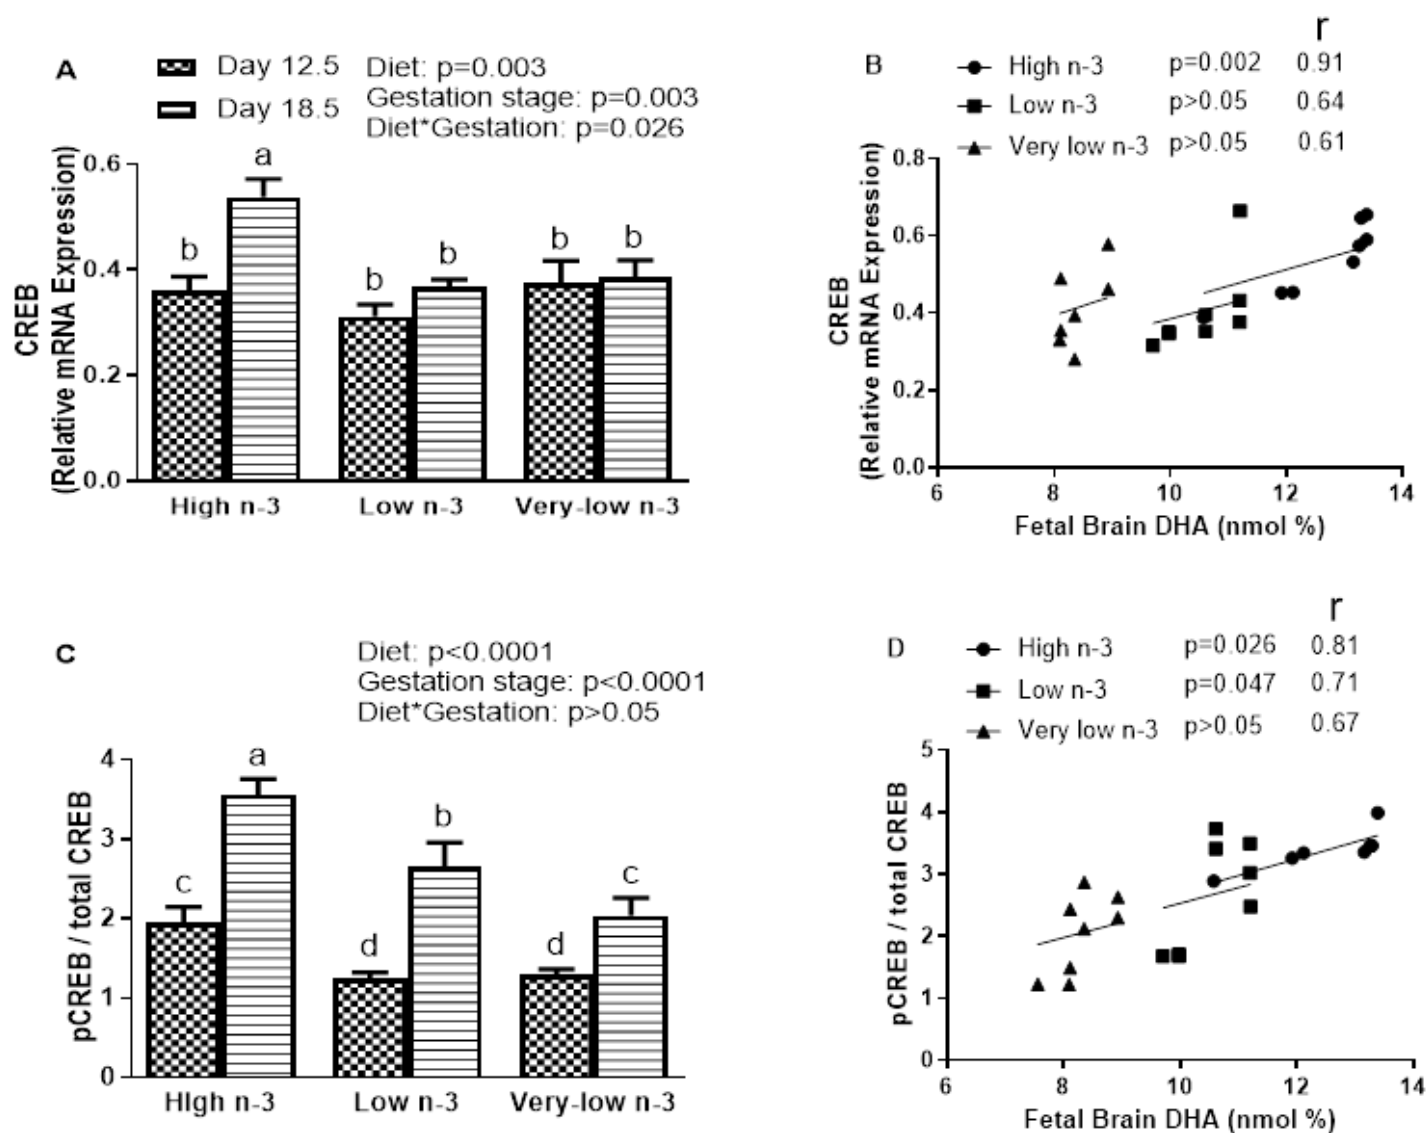 A
Day 12.5
Day 18.5
Diet: p=0.003
Gestation stage: p=0.003
Diet*Gestation: p=0.026
CREB
(Relative mRNA Expression)
0.6
0.4
0.2
0.0
a
b
b
b
b
b
High n-3
Low n-3
Very-low n-3
B
r
High n-3 p=0.002 0.91
Low n-3 p>0.05 0.64
Very low n-3 p>0.05 0.61
CREB
(Relative mRNA Expression)
0.8
0.6
0.4
0.2
0.0
6 8 10 12 14
Fetal Brain DHA (nmol %)
C
Diet: p<0.0001
Gestation stage: p<0.0001
Diet*Gestation: p>0.05
pCREB / total CREB
4
3
2
1
0
c
a
d
b
d
c
HIgh n-3
Low n-3
Very-low n-3
D
r
High n-3 p=0.026 0.81
Low n-3 p=0.047 0.71
Very low n-3 p>0.05 0.67
pCREB / total CREB
5
4
3
2
1
0
6 8 10 12 14
Fetal Brain DHA (nmol %)